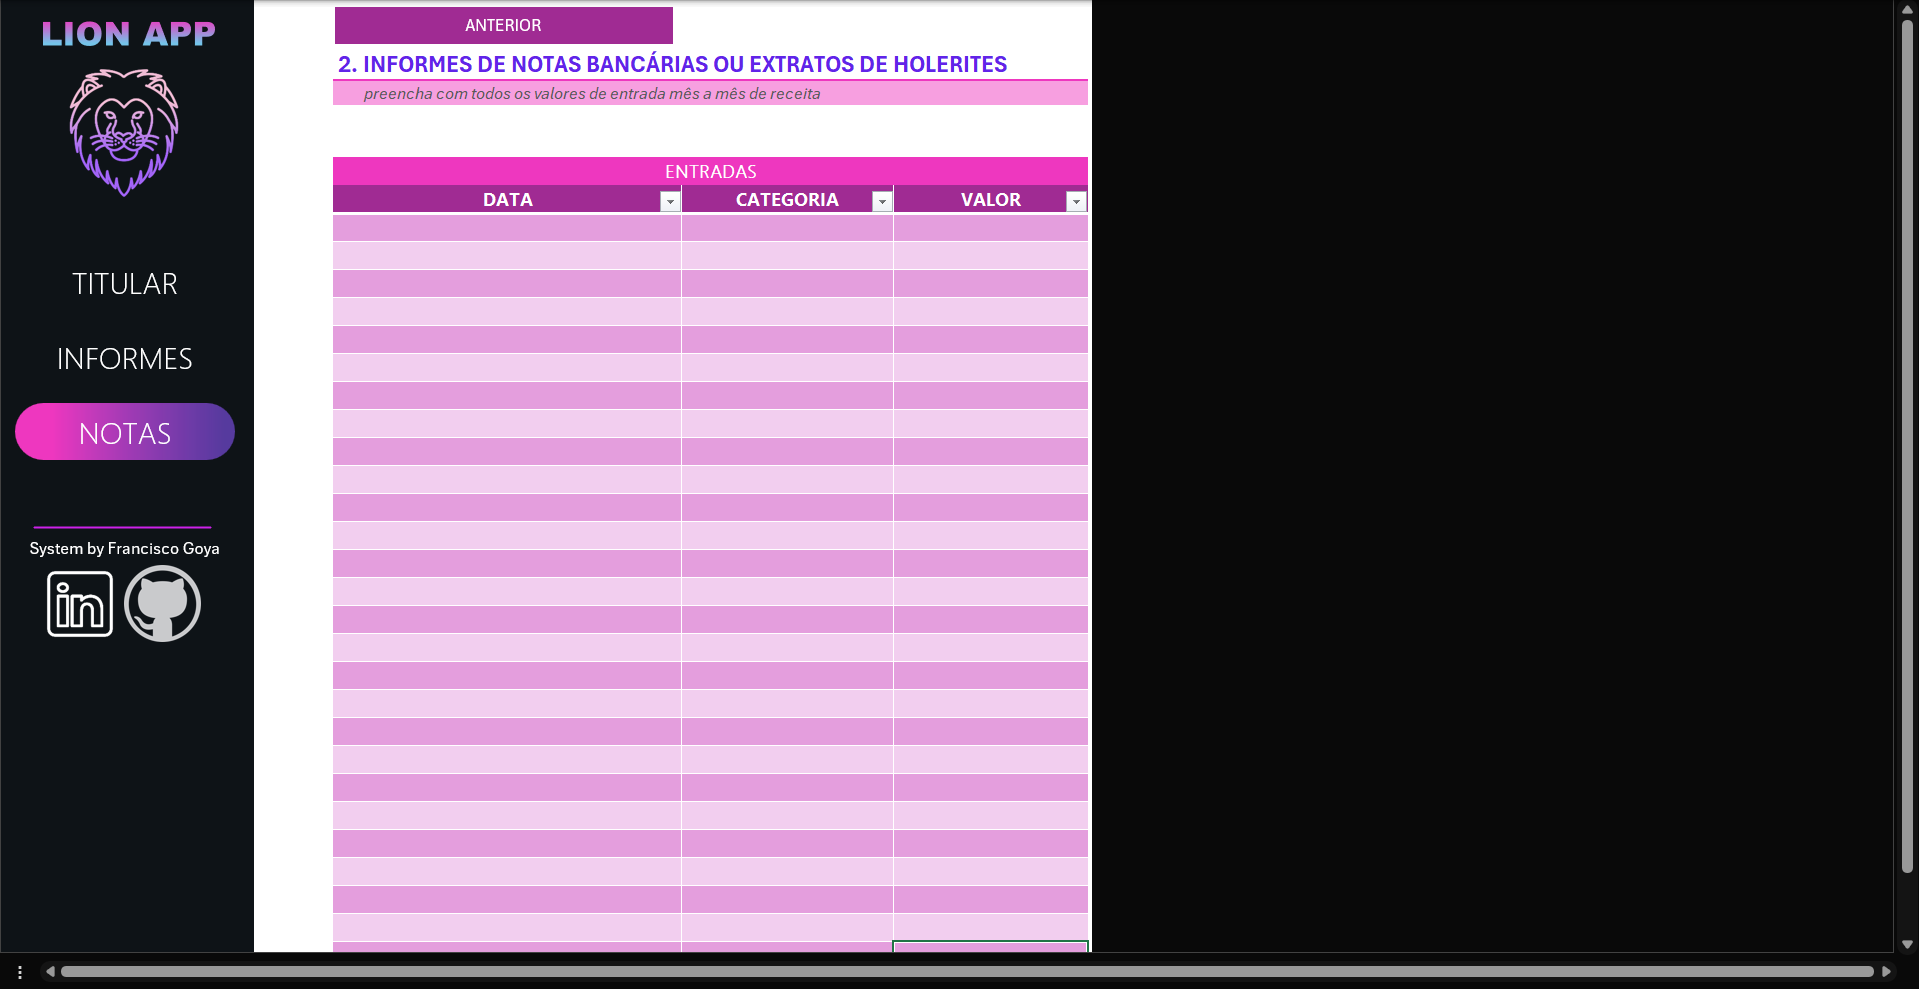 LION APP
TITULAR
INFORMES
NOTAS
System by Francisco Goya
in
ANTERIOR
2. INFORMES DE NOTAS BANCÁRIAS OU EXTRATOS DE HOLERITES
preencha com todos os valores de entrada mês a mês de receita
ENTRADAS
DATA CATEGORIA VALOR